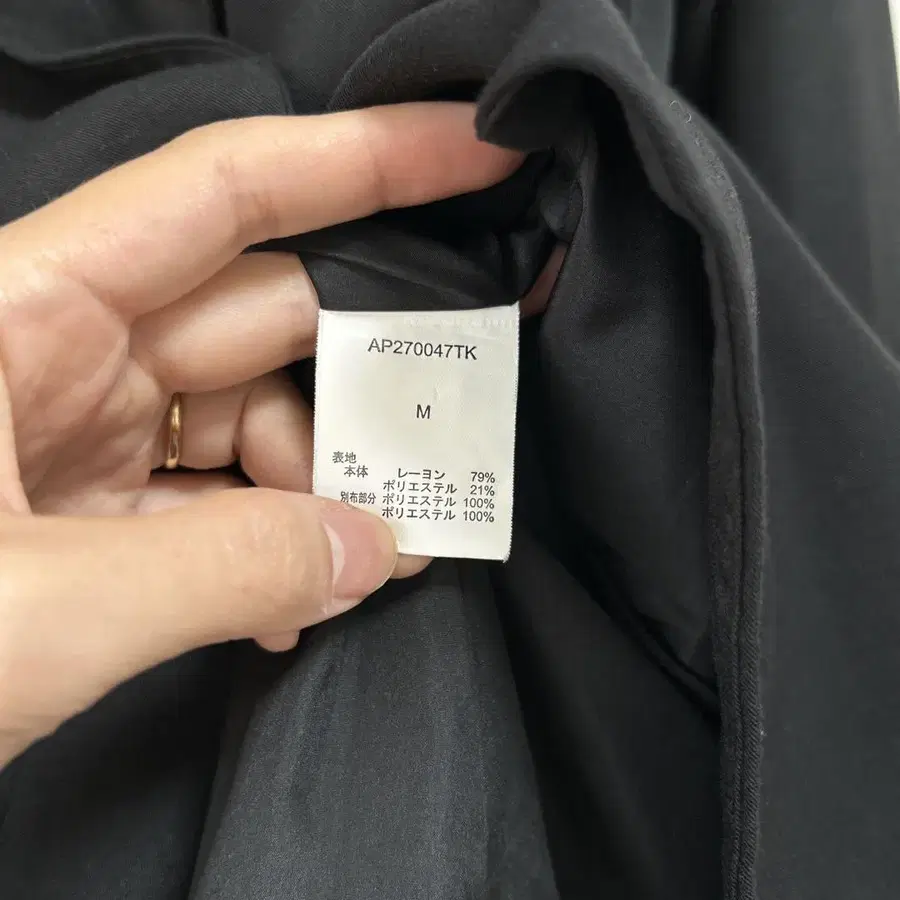 AP270047TK
M
表地
本体 レーヨン 79%
ポリエステル 21%
別布部分 ポリエステル 100%
ポリエステル 100%